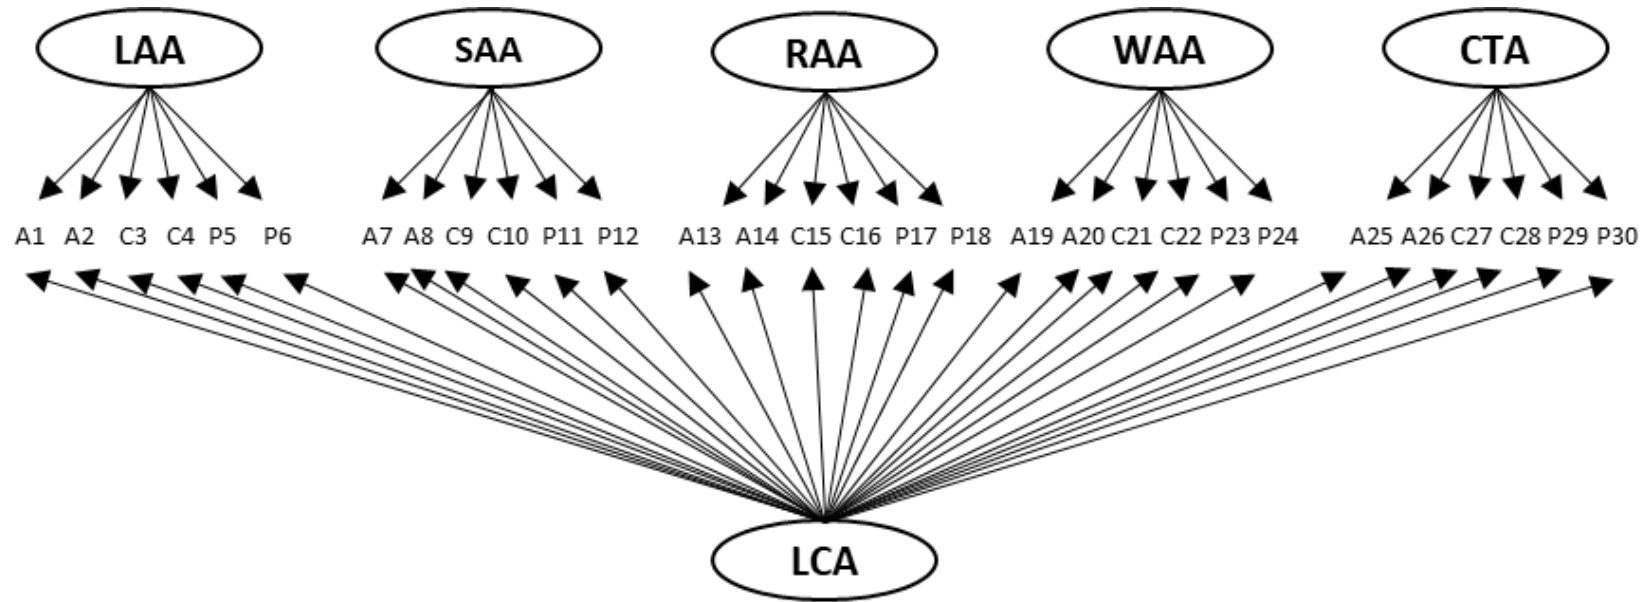 LAA SAA RAA WAA CTA
A1 A2 C3 C4 P5 P6 A7 A8 C9 C10 P11 P12 A13 A14 C15 C16 P17 P18 A19 A20 C21 C22 P23 P24 A25 A26 C27 C28 P29 P30
LCA